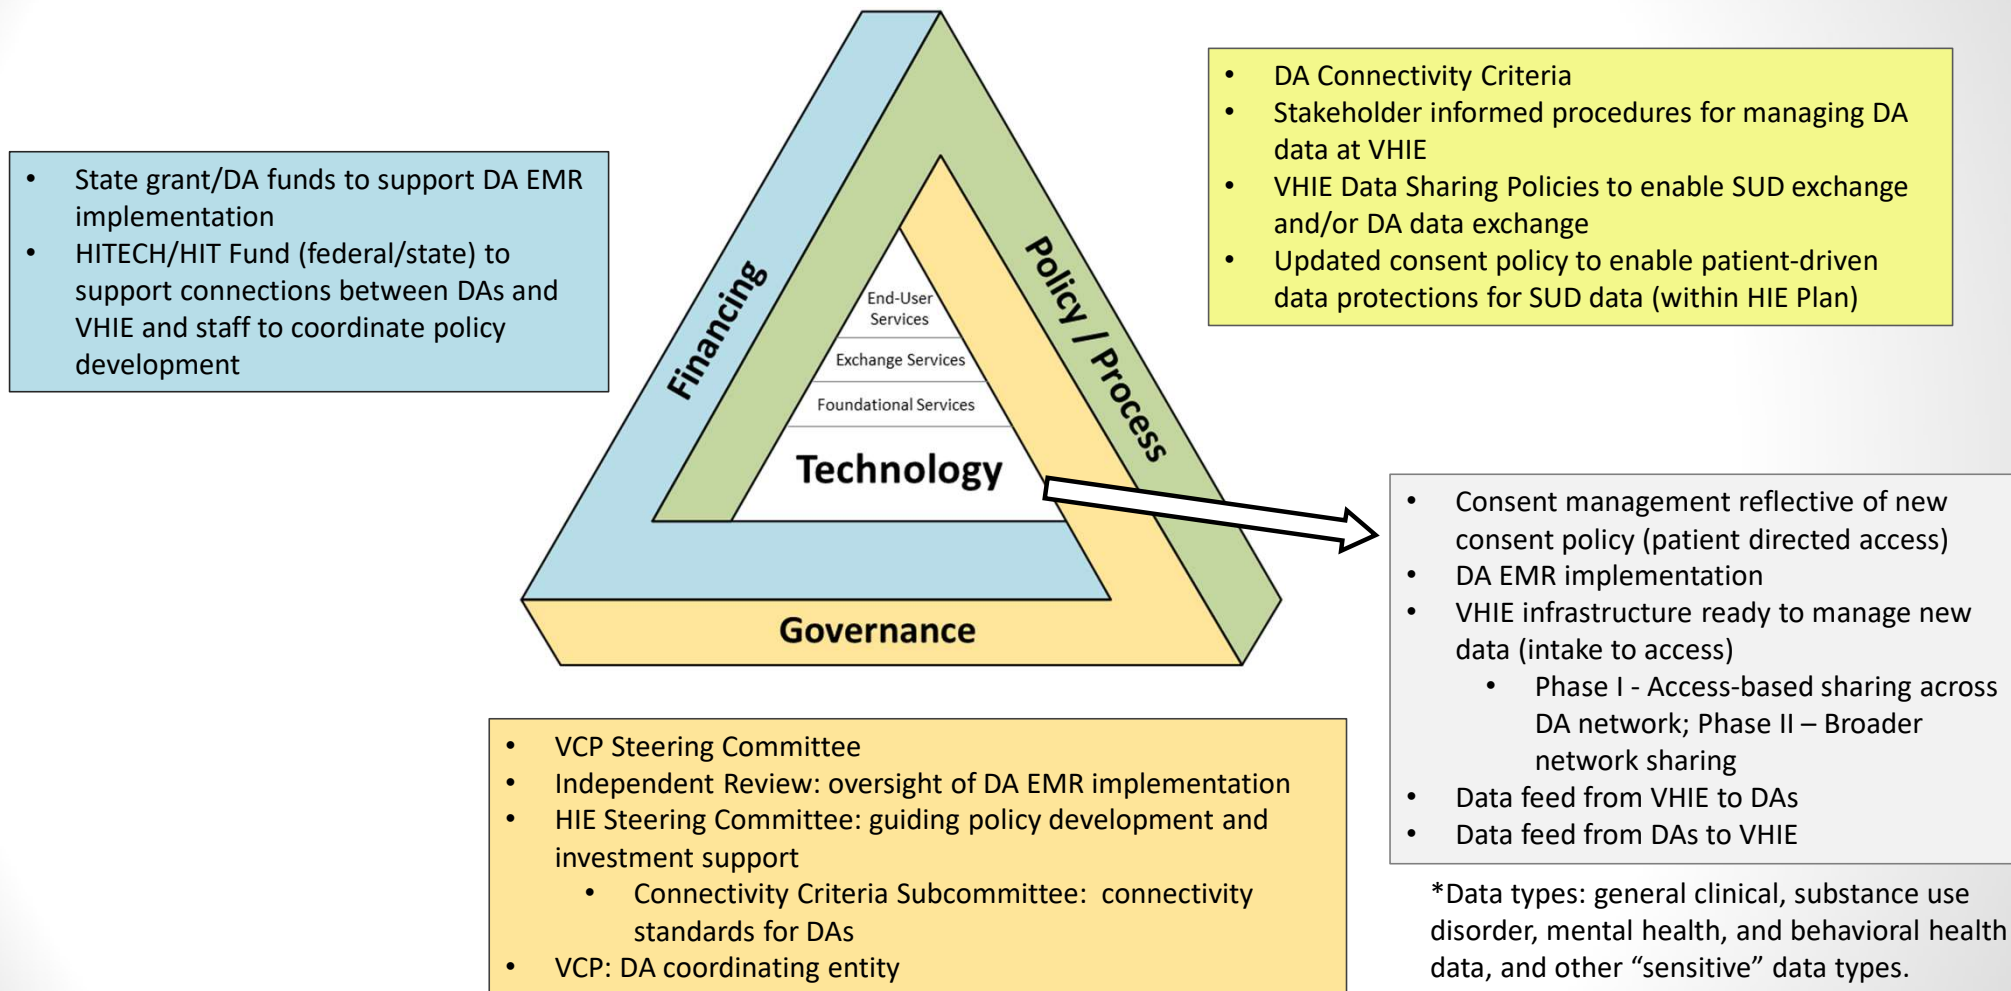 • State grant/DA funds to support DA EMR
implementation
• HITECH/HIT Fund (federal/state) to
support connections between DAs and
VHIE and staff to coordinate policy
development
Financing
Policy / Process
End-User
Services
Exchange Services
Foundational Services
Technology
Governance
• DA Connectivity Criteria
• Stakeholder informed procedures for managing DA
data at VHIE
• VHIE Data Sharing Policies to enable SUD exchange
and/or DA data exchange
• Updated consent policy to enable patient-driven
data protections for SUD data (within HIE Plan)
• Consent management reflective of new
consent policy (patient directed access)
• DA EMR implementation
• VHIE infrastructure ready to manage new
data (intake to access)
• Phase I - Access-based sharing across
DA network; Phase II – Broader
network sharing
• Data feed from VHIE to DAs
• Data feed from DAs to VHIE
*Data types: general clinical, substance use
disorder, mental health, and behavioral health
data, and other “sensitive” data types.
• VCP Steering Committee
• Independent Review: oversight of DA EMR implementation
• HIE Steering Committee: guiding policy development and
investment support
• Connectivity Criteria Subcommittee: connectivity
standards for DAs
• VCP: DA coordinating entity